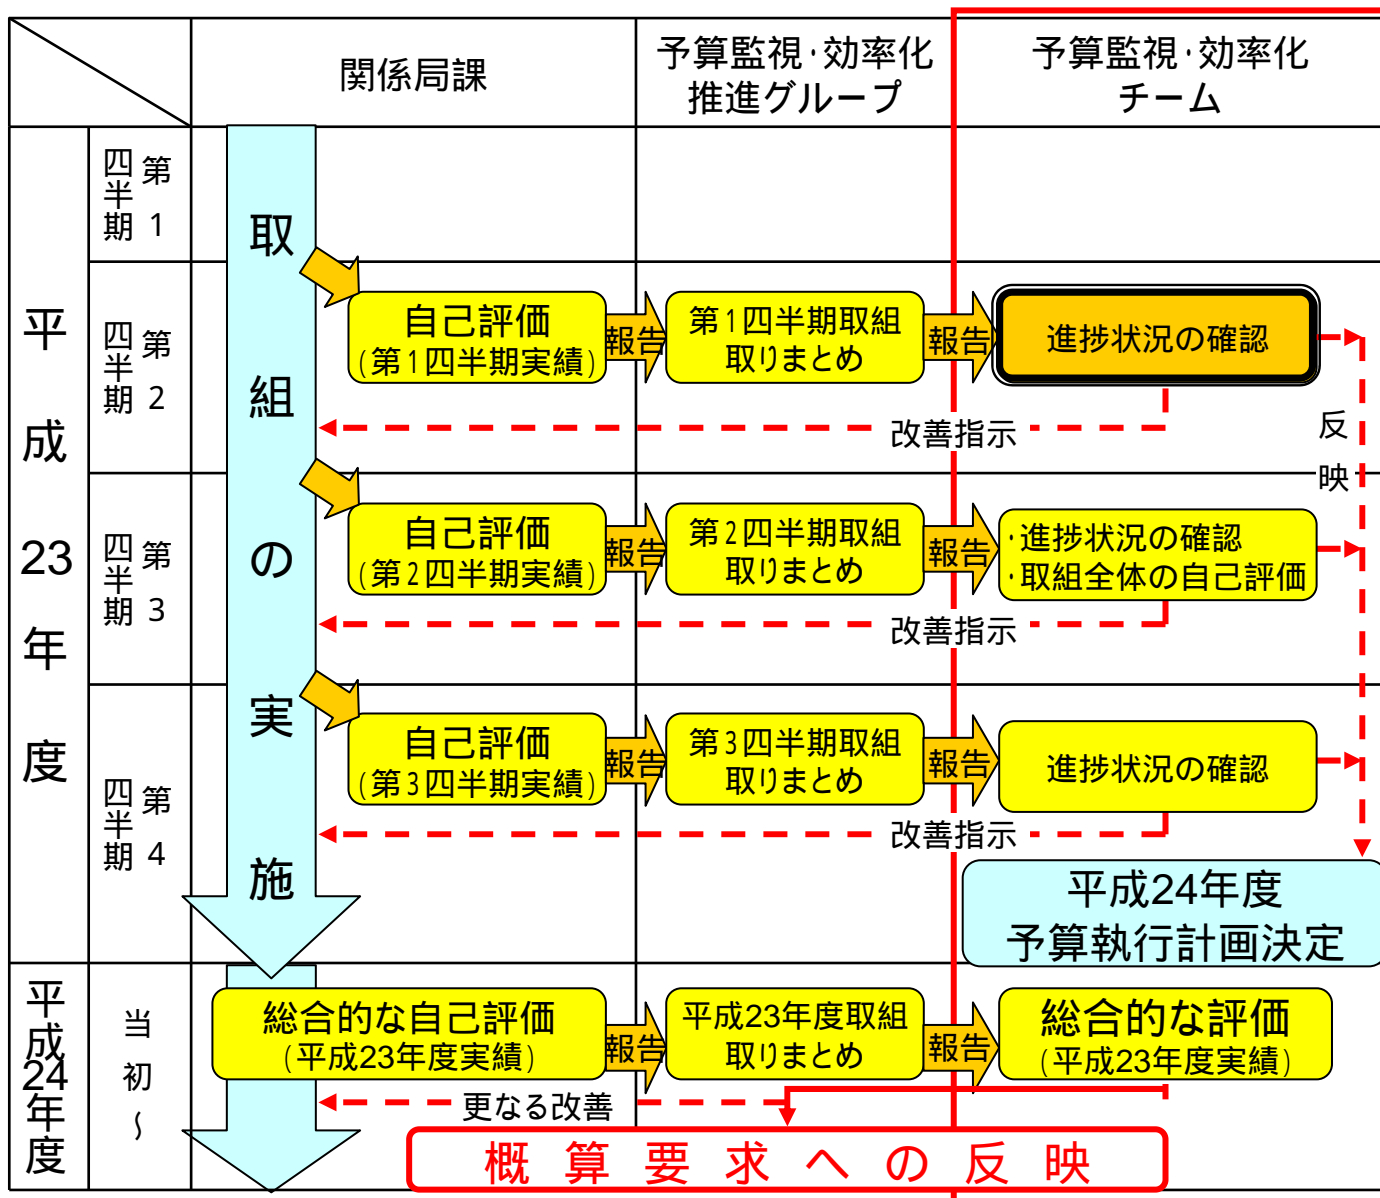 関係局課
予算監視・効率化
推進グループ
予算監視・効率化
チーム
平成23年度
第1四半期
第2四半期
第3四半期
第4四半期
取組の実施
自己評価
(第1四半期実績)
報告
第1四半期取組
取りまとめ
報告
進捗状況の確認
改善指示
反映
自己評価
(第2四半期実績)
報告
第2四半期取組
取りまとめ
報告
・進捗状況の確認
・取組全体の自己評価
改善指示
自己評価
(第3四半期実績)
報告
第3四半期取組
取りまとめ
報告
進捗状況の確認
改善指示
平成24年度
予算執行計画決定
平成24年度
当初～
総合的な自己評価
(平成23年度実績)
報告
平成23年度取組
取りまとめ
報告
総合的な評価
(平成23年度実績)
更なる改善
概算要求への反映